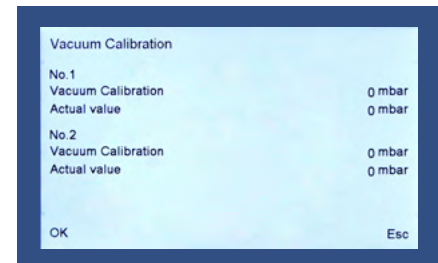 Vacuum Calibration
No.1
Vacuum Calibration 0 mbar
Actual value 0 mbar
No.2
Vacuum Calibration 0 mbar
Actual value 0 mbar
OK Esc